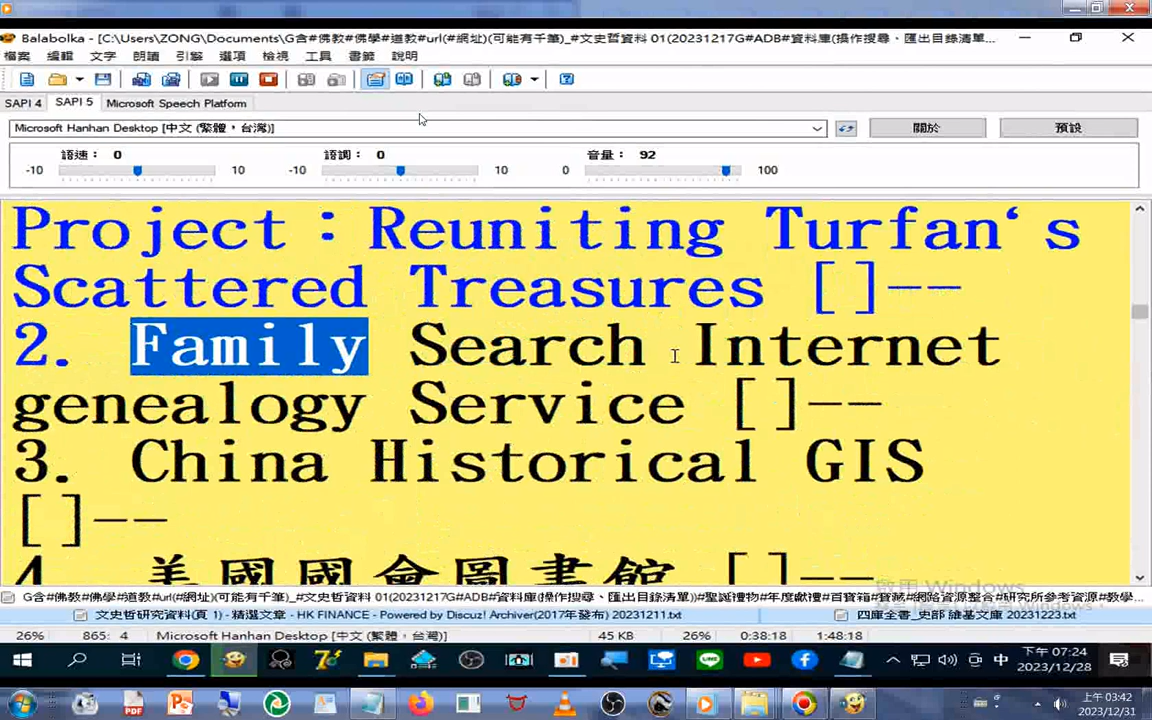 Balabolka - [C:\Users\ZONG\Documents\G含#佛教#佛學#道教#url(#網址)(可能有千筆)_#文史哲資料 01(20231217G#ADB#資料庫(操作搜尋、匯出目錄清單...
檔案 編輯 文字 朗讀 引擎 選項 檢視 工具 書籤 說明
SAPI 4 SAPI 5 Microsoft Speech Platform
Microsoft Hanhan Desktop [中文 (繁體，台灣)] 關於 預設
語速： 0 語調： 0 音量： 92
-10 10 -10 10 0 100
Project：Reuniting Turfan‘s
Scattered Treasures []--
2. Family Search Internet
genealogy Service []--
3. China Historical GIS
[]--
4. 美國國會圖書館 []--
啟用 Windows
G含#佛教#佛學#道教#url(#網址)(可能有千筆)_#文史哲資料 01(20231217G#ADB#資料庫(操作搜尋、匯出目錄清單))#聖誕禮物#年度獻禮#百寶箱#寶藏#網路資源整合#研究所參考資源#教學...
文史哲研究資料(頁 1) - 精選文章 - HK FINANCE - Powered by Discuz! Archiver(2017年發布) 20231211.txt 四庫全書_史部 維基文庫 20231223.txt
26% 865: 4 Microsoft Hanhan Desktop [中文 (繁體，台灣)] 45 KB 26% 0:38:18 1:48:18
中 下午 07:24
2023/12/28
上午 03:42
2023/12/31